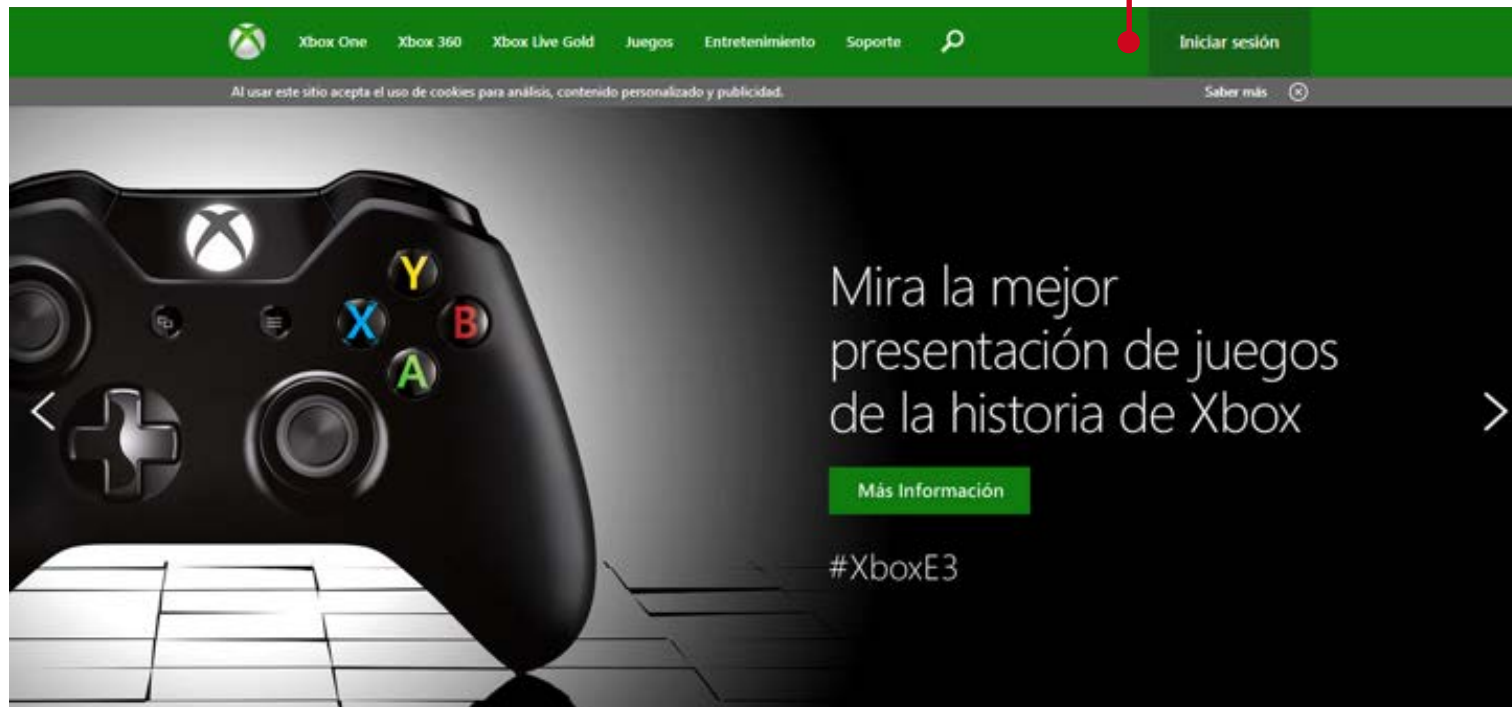 Xbox One Xbox 360 Xbox Live Gold Juegos Entretenimiento Soporte Iniciar sesión
Al usar este sitio acepta el uso de cookies para análisis, contenido personalizado y publicidad. Saber más
Y
X B
A
Mira la mejor
presentación de juegos
de la historia de Xbox
Más Información
#XboxE3